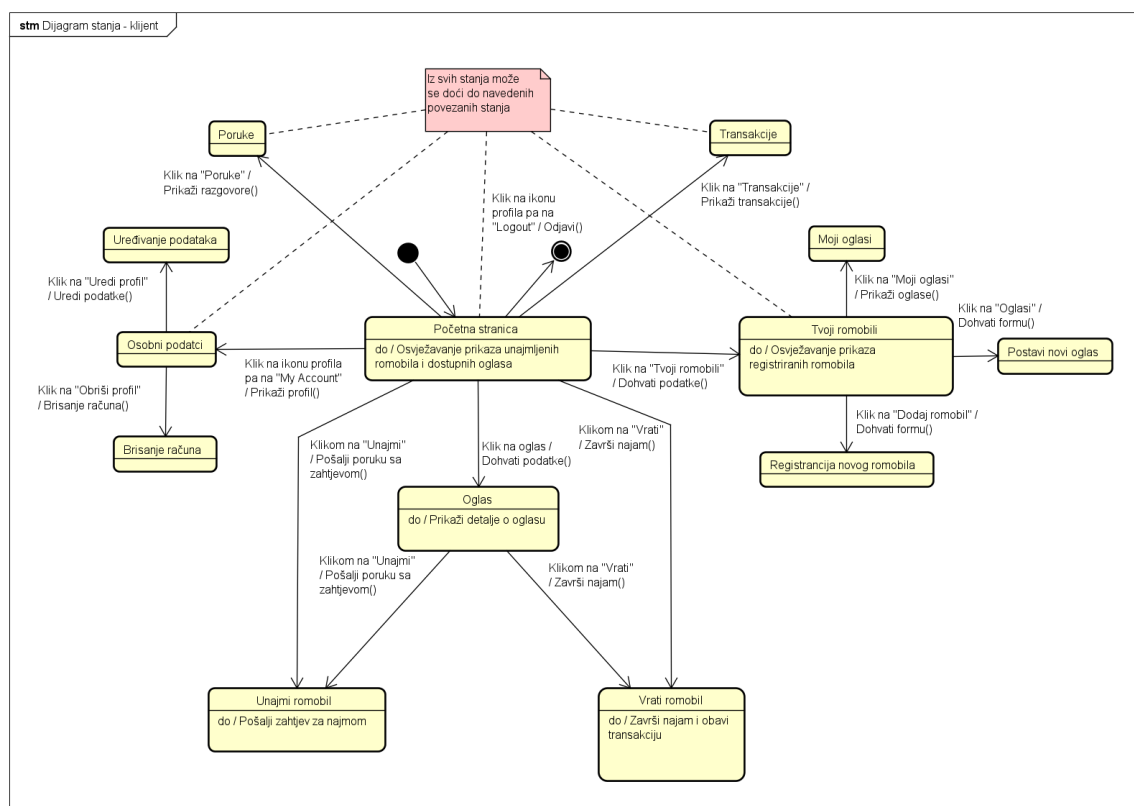 stm Dijagram stanja - klijent
Iz svih stanja može
se doći do navedenih
povezanih stanja
Poruke
Transakcije
Klik na "Poruke" /
Prikaži razgovore()
Klik na ikonu
profila pa na
"Logout" / Odjavi()
Klik na "Transakcije" /
Prikaži transakcije()
Uređivanje podataka
Moji oglasi
Klik na "Uredi profil"
/ Uredi podatke()
Klik na "Moji oglasi"
/ Prikaži oglase()
Klik na "Oglasi" /
Dohvati formu()
Osobni podatci
Početna stranica
do / Osvježavanje prikaza unajmljenih
romobila i dostupnih oglasa
Tvoji romobili
do / Osvježavanje prikaza
registriranih romobila
Postavi novi oglas
Klik na ikonu profila
pa na "My Account"
/ Prikaži profil()
Klik na "Tvoji romobili"
/ Dohvati podatke()
Klik na "Obriši profil"
/ Brisanje računa()
Klik na "Dodaj romobil" /
Dohvati formu()
Brisanje računa
Klikom na "Unajmi"
/ Pošalji poruku sa
zahtjevom()
Klik na oglas /
Dohvati podatke()
Klikom na "Vrati"
/ Završi najam()
Registrancija novog romobila
Oglas
do / Prikaži detalje o oglasu
Klikom na "Unajmi"
/ Pošalji poruku sa
zahtjevom()
Klikom na "Vrati"
/ Završi najam()
Unajmi romobil
do / Pošalji zahtjev za najmom
Vrati romobil
do / Završi najam i obavi
transakciju